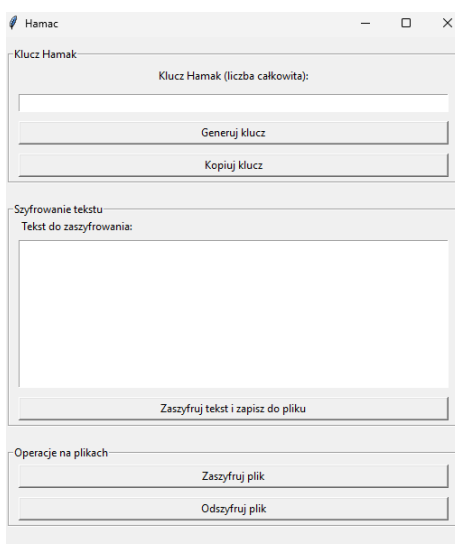 Hamac
Klucz Hamak
Klucz Hamak (liczba całkowita):
Generuj klucz
Kopiuj klucz
Szyfrowanie tekstu
Tekst do zaszyfrowania:
Zaszyfruj tekst i zapisz do pliku
Operacje na plikach
Zaszyfruj plik
Odszyfruj plik